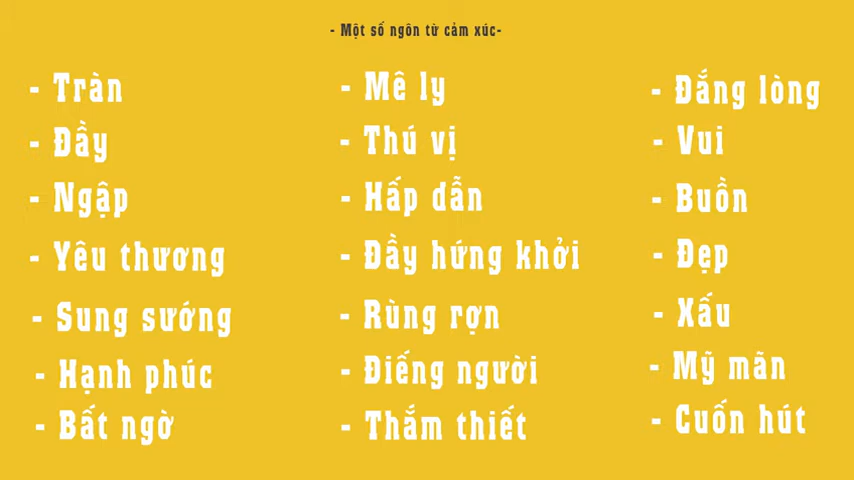 - Một số ngôn từ cảm xúc-
- Tràn
- Đầy
- Ngập
- Yêu thương
- Sung sướng
- Hạnh phúc
- Bất ngờ
- Mê ly
- Thú vị
- Hấp dẫn
- Đầy hứng khởi
- Rùng rợn
- Điếng người
- Thắm thiết
- Đắng lòng
- Vui
- Buồn
- Đẹp
- Xấu
- Mỹ mãn
- Cuốn hút